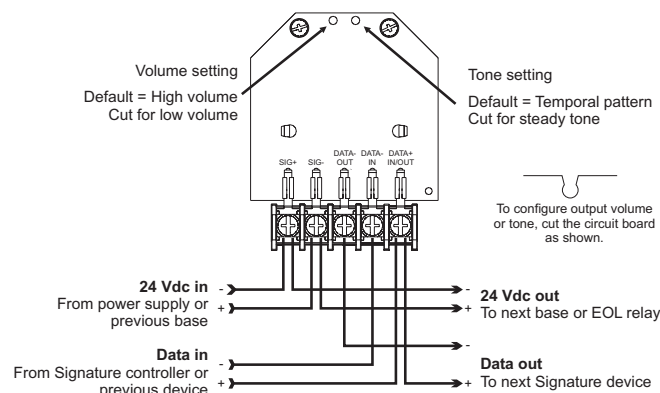 Volume setting
Default = High volume
Cut for low volume
Tone setting
Default = Temporal pattern
Cut for steady tone
SIG+
SIG-
DATA-
OUT
DATA-
IN
DATA+
IN/OUT
To configure output volume
or tone, cut the circuit board
as shown.
24 Vdc in
From power supply or
previous base
-
+
-
+
24 Vdc out
To next base or EOL relay
Data in
From Signature controller or
previous device
-
+
-
+
Data out
To next Signature device